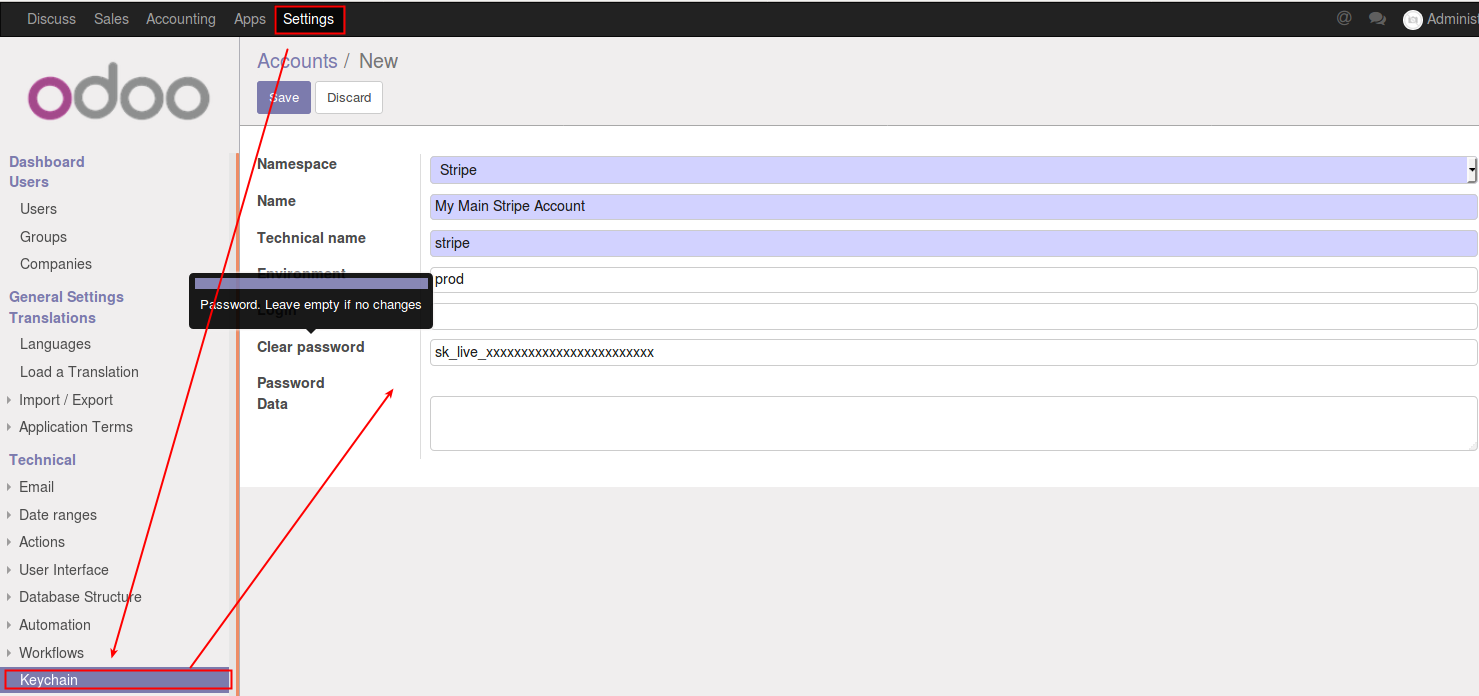 Discuss Sales Accounting Apps Settings @ Adminis
odoo
Dashboard
Users
Users
Groups
Companies
General Settings
Translations
Languages
Load a Translation
Import / Export
Application Terms
Technical
Email
Date ranges
Actions
User Interface
Database Structure
Automation
Workflows
Keychain
Accounts / New
Save Discard
Namespace Stripe
Name My Main Stripe Account
Technical name stripe
Environment prod
Password. Leave empty if no changes
Login
Clear password sk_live_xxxxxxxxxxxxxxxxxxxxxxxx
Password
Data